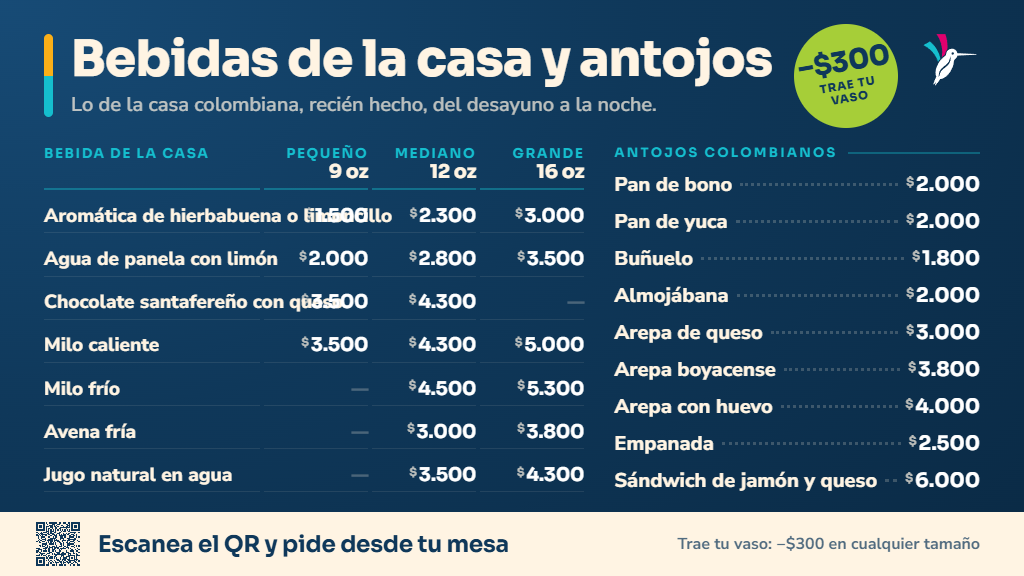 Bebidas de la casa y antojos
Lo de la casa colombiana, recién hecho, del desayuno a la noche.
–$300
TRAE TU
VASO
BEBIDA DE LA CASA PEQUEÑO MEDIANO GRANDE
9 oz 12 oz 16 oz
Aromática de hierbabuena o limoncillo $1.500 $2.300 $3.000
Agua de panela con limón $2.000 $2.800 $3.500
Chocolate santafereño con queso $3.500 $4.300 —
Milo caliente $3.500 $4.300 $5.000
Milo frío — $4.500 $5.300
Avena fría — $3.000 $3.800
Jugo natural en agua — $3.500 $4.300
ANTOJOS COLOMBIANOS
Pan de bono $2.000
Pan de yuca $2.000
Buñuelo $1.800
Almojábana $2.000
Arepa de queso $3.000
Arepa boyacense $3.800
Arepa con huevo $4.000
Empanada $2.500
Sándwich de jamón y queso $6.000
Escanea el QR y pide desde tu mesa
Trae tu vaso: –$300 en cualquier tamaño